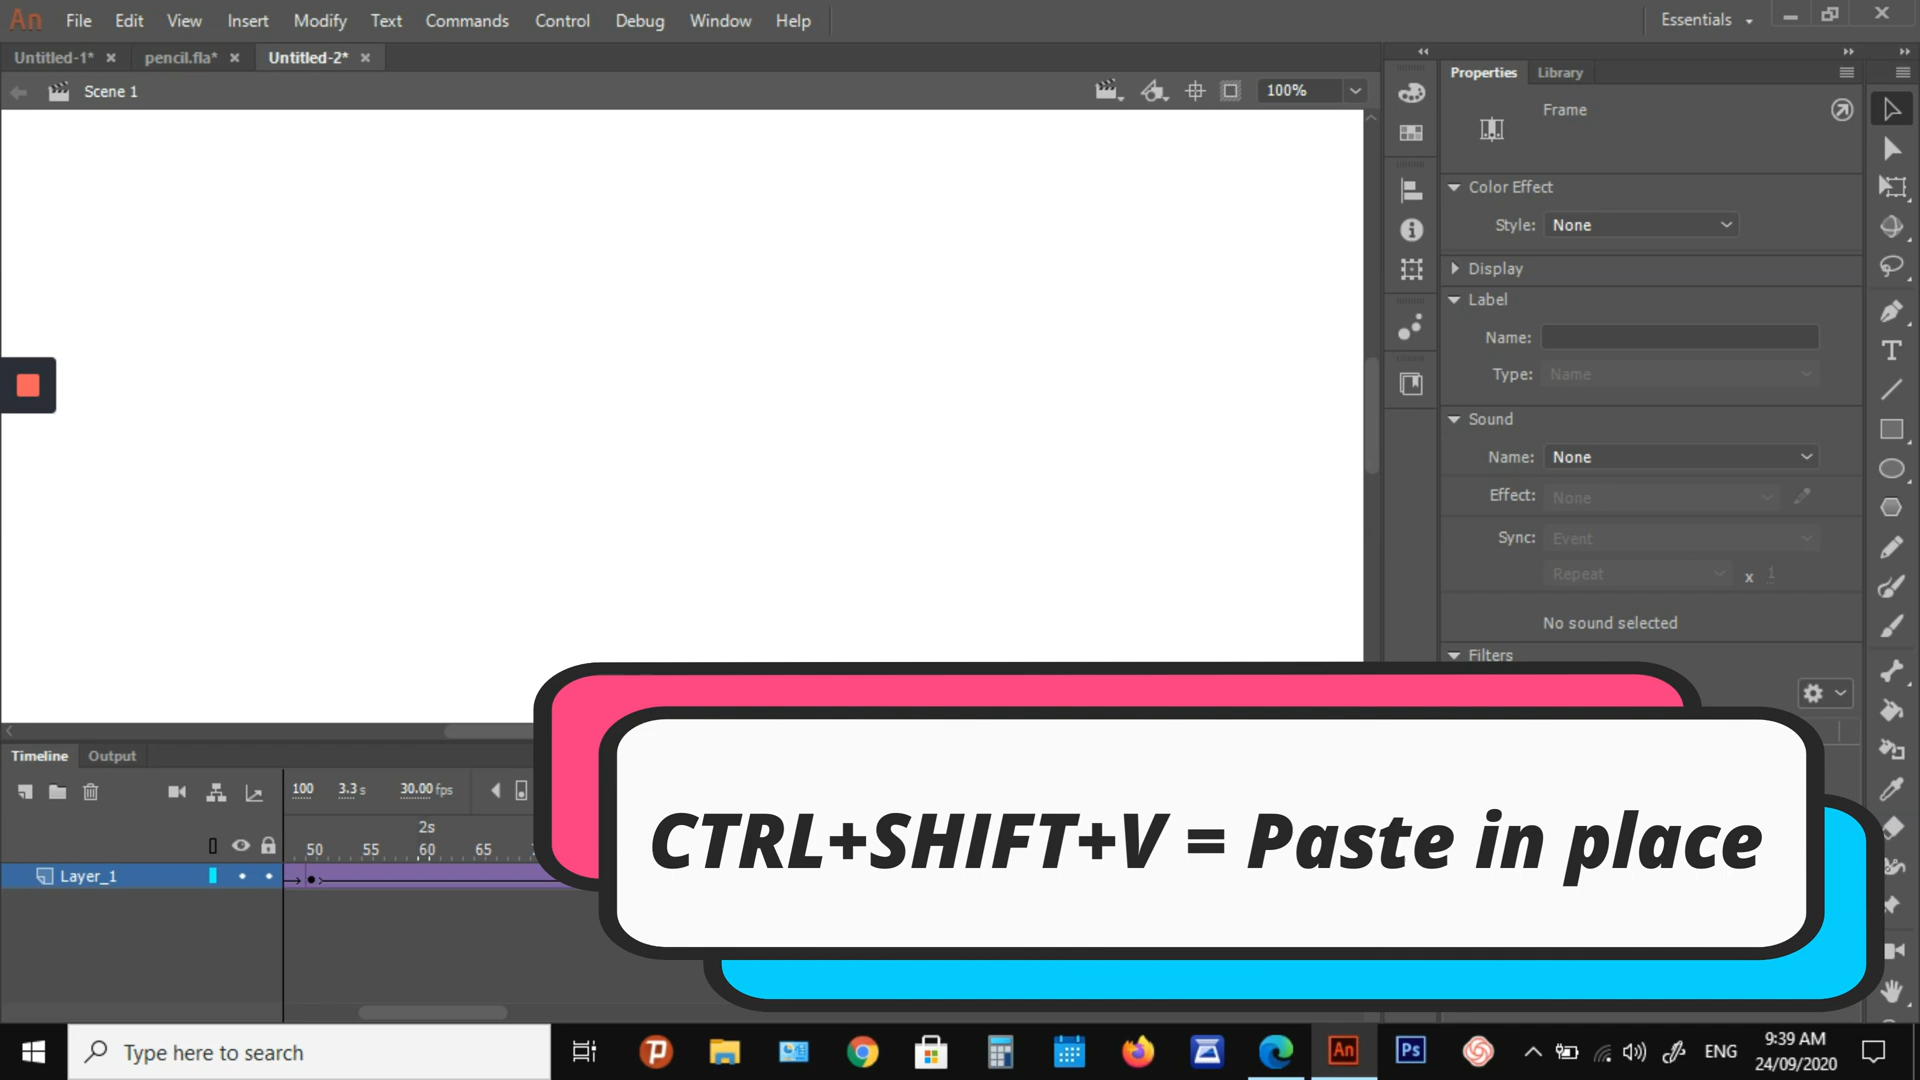 An File Edit View Insert Modify Text Commands Control Debug Window Help Essentials
Untitled-1* pencil.fla* Untitled-2*
Scene 1 100%
Properties Library
Frame
Color Effect
Style: None
Display
Label
Name:
Type: Name
Sound
Name: None
Effect: None
Sync: Event
Repeat x 1
No sound selected
Filters
Timeline Output
100 3.3 s 30.00 fps
2s
50 55 60 65
Layer_1
CTRL+SHIFT+V = Paste in place
Type here to search
An Ps ENG
9:39 AM
24/09/2020